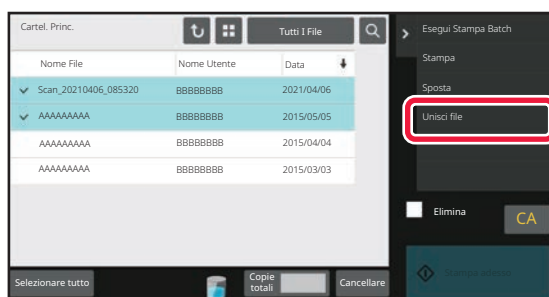 Cartel. Princ.
Tutti I File
Nome File Nome Utente Data
Scan_20210406_085320 BBBBBBBB 2021/04/06
AAAAAAAAA BBBBBBBB 2015/05/05
AAAAAAAAA BBBBBBBB 2015/04/04
AAAAAAAAA BBBBBBBB 2015/03/03
Selezionare tutto
Copie
totali
Cancellare
Esegui Stampa Batch
Stampa
Sposta
Unisci file
Elimina
CA